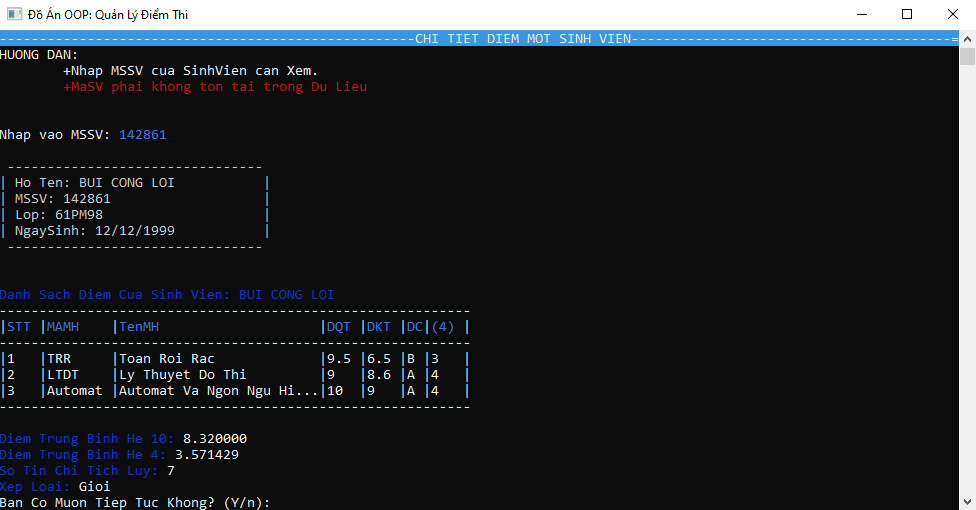 Đồ Án OOP: Quản Lý Điểm Thi
----------------------------------------------------CHI TIET DIEM MOT SINH VIEN----------------------------------------=
HUONG DAN:
+Nhap MSSV cua SinhVien can Xem.
+MaSV phai khong ton tai trong Du Lieu
Nhap vao MSSV: 142861
--------------------------------
| Ho Ten: BUI CONG LOI |
| MSSV: 142861 |
| Lop: 61PM98 |
| NgaySinh: 12/12/1999 |
--------------------------------
Danh Sach Diem Cua Sinh Vien: BUI CONG LOI
-----------------------------------------------------------
|STT |MAMH |TenMH |DQT |DKT |DC|(4) |
-----------------------------------------------------------
|1 |TRR |Toan Roi Rac |9.5 |6.5 |B |3 |
|2 |LTDT |Ly Thuyet Do Thi |9 |8.6 |A |4 |
|3 |Automat |Automat Va Ngon Ngu Hi...|10 |9 |A |4 |
-----------------------------------------------------------
Diem Trung Binh He 10: 8.320000
Diem Trung Binh He 4: 3.571429
So Tin Chi Tich Luy: 7
Xep Loai: Gioi
Ban Co Muon Tiep Tuc Khong? (Y/n):